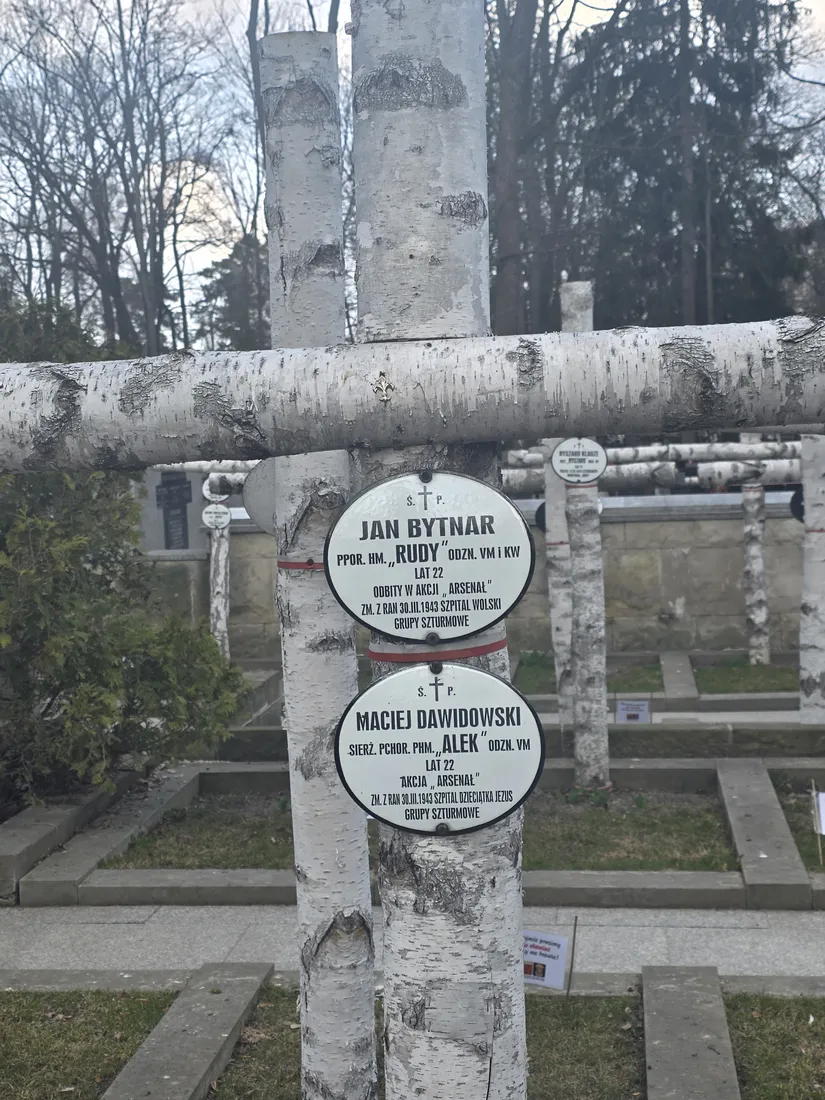 Ś. P.
JAN BYTNAR
PPOR. HM. „RUDY” ODZN. VM i KW
LAT 22
ODBITY W AKCJI „ARSENAŁ”
ZM. Z RAN 30.III.1943 SZPITAL WOLSKI
GRUPY SZTURMOWE
Ś. P.
MACIEJ DAWIDOWSKI
SIERŻ. PCHOR. PHM. „ALEK” ODZN. VM
LAT 22
AKCJA „ARSENAŁ”
ZM. Z RAN 30.III.1943 SZPITAL DZIECIĄTKA JEZUS
GRUPY SZTURMOWE